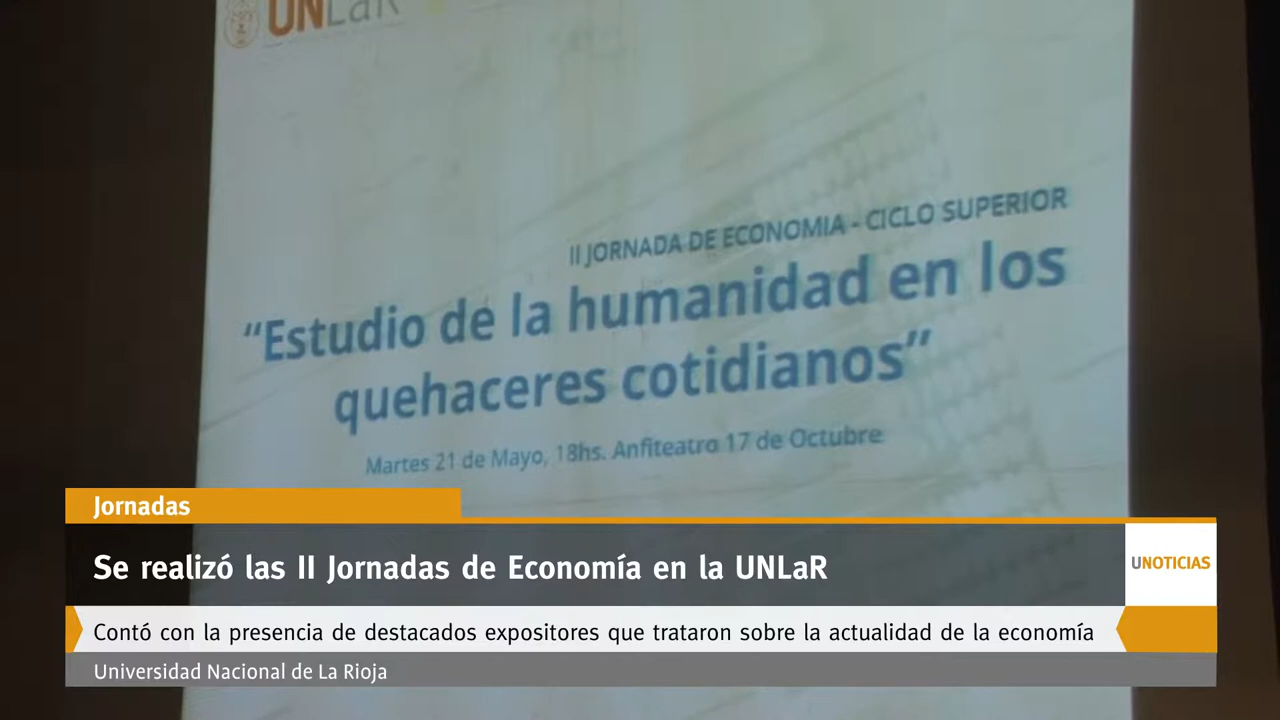 UNLaR
II JORNADA DE ECONOMIA - CICLO SUPERIOR
“Estudio de la humanidad en los
quehaceres cotidianos”
Martes 21 de Mayo, 18hs. Anfiteatro 17 de Octubre
Jornadas
Se realizó las II Jornadas de Economía en la UNLaR
UNOTICIAS
Contó con la presencia de destacados expositores que trataron sobre la actualidad de la economía
Universidad Nacional de La Rioja